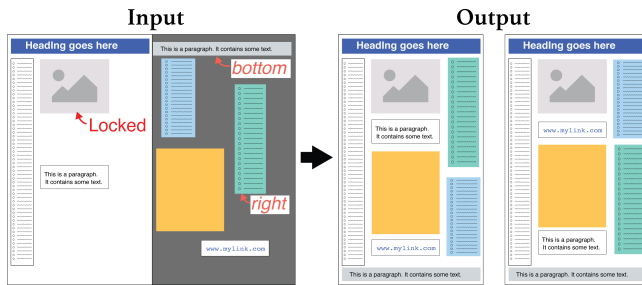 Input
Output
Heading goes here
This is a paragraph. It contains some text.
bottom
Locked
This is a paragraph.
It contains some text.
right
www.mylink.com
Heading goes here
This is a paragraph.
It contains some text.
www.mylink.com
This is a paragraph. It contains some text.
Heading goes here
www.mylink.com
This is a paragraph.
It contains some text.
This is a paragraph. It contains some text.